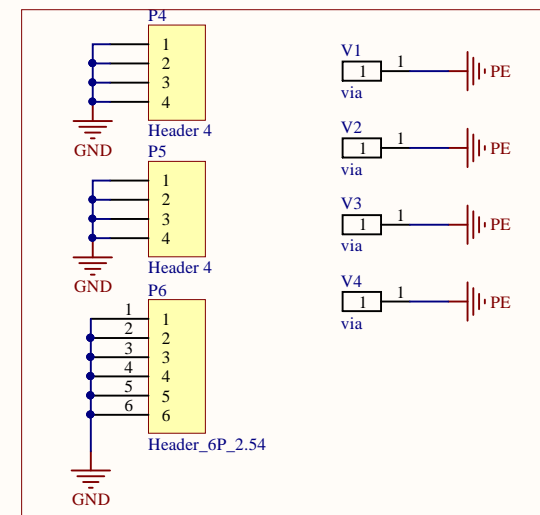 P4
1
2
3
4
Header 4
GND
P5
1
2
3
4
Header 4
GND
P6
1 1
2 2
3 3
4 4
5 5
6 6
Header_6P_2.54
GND
V1
1 1 PE
via
V2
1 1 PE
via
V3
1 1 PE
via
V4
1 1 PE
via